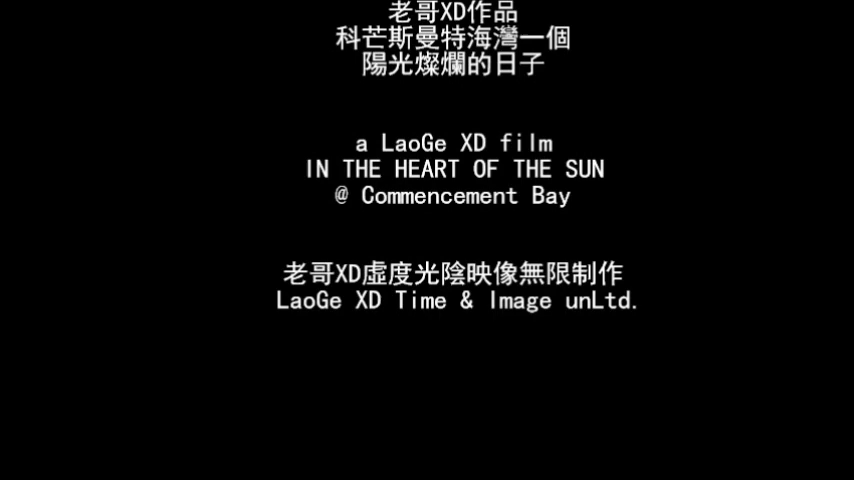 老哥XD作品
科芒斯曼特海灣一個
陽光燦爛的日子
a LaoGe XD film
IN THE HEART OF THE SUN
@ Commencement Bay
老哥XD虛度光陰映像無限制作
LaoGe XD Time & Image unLtd.